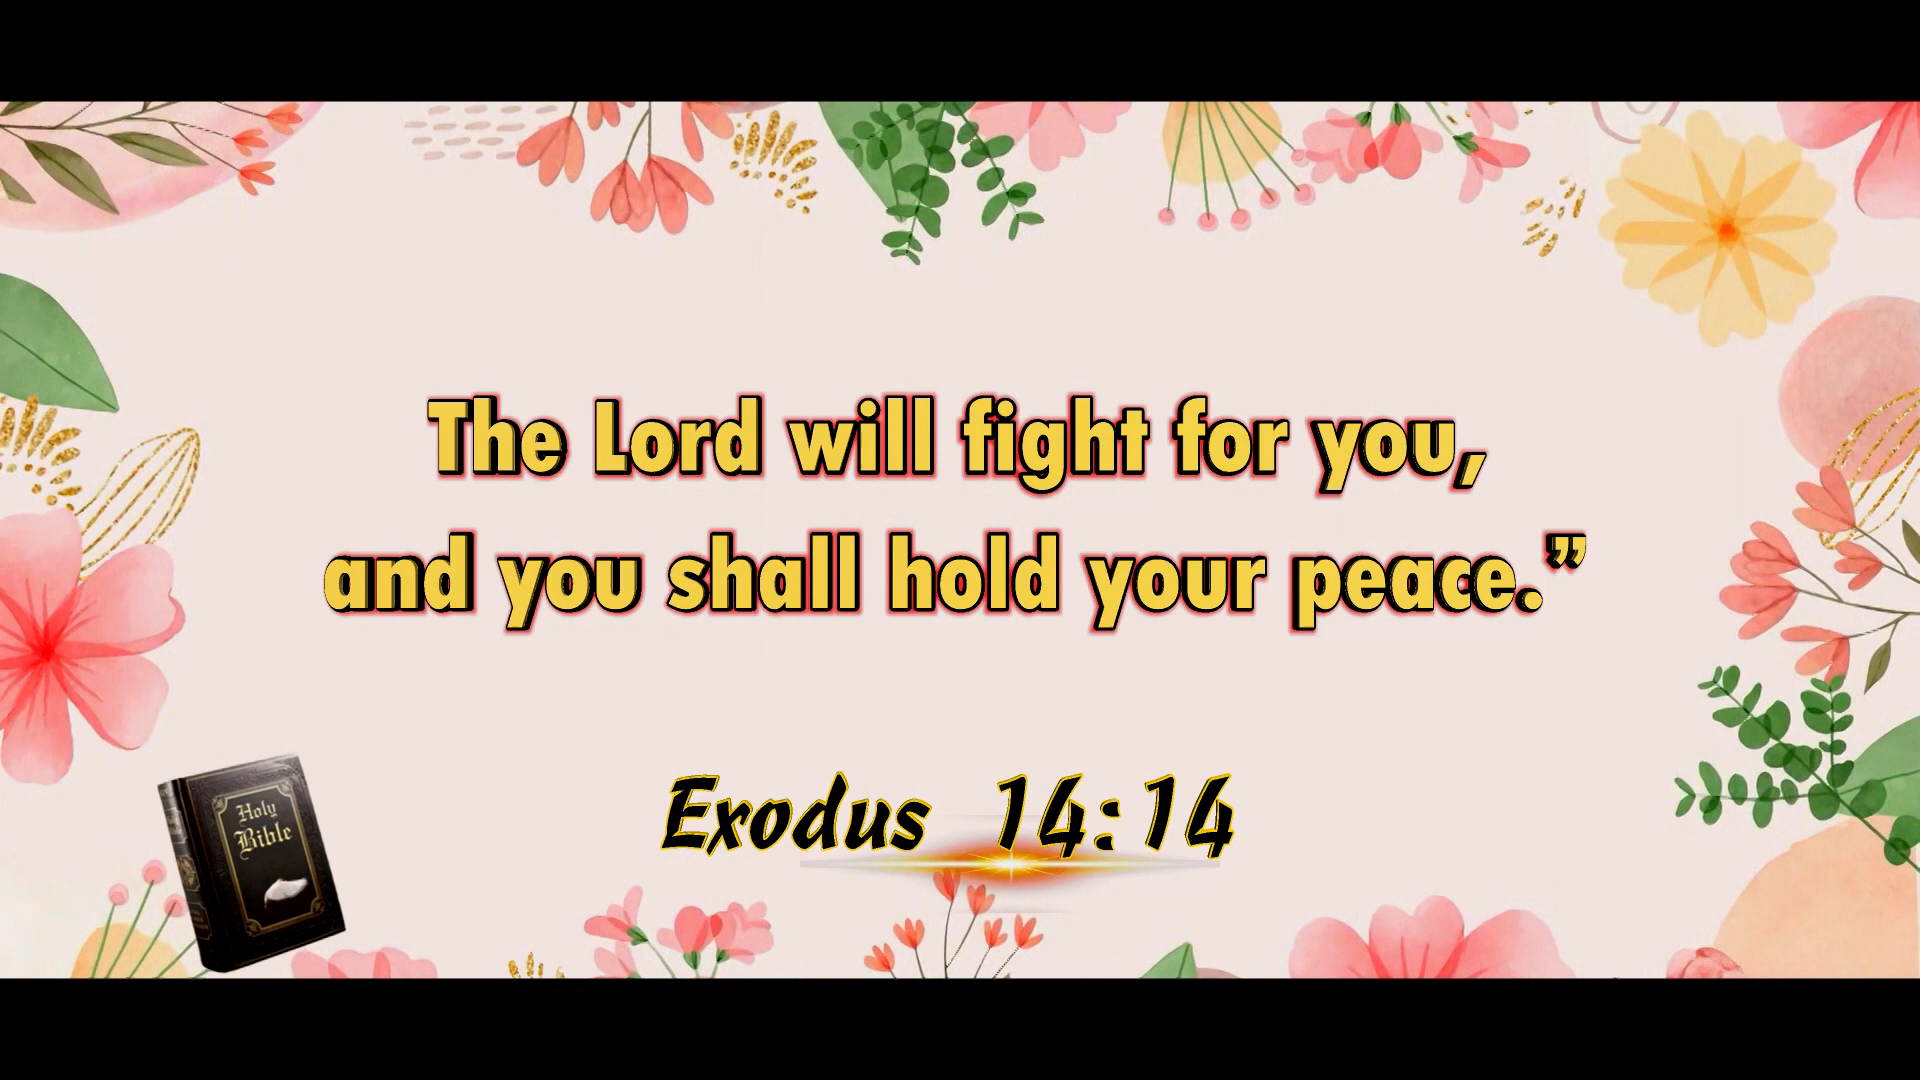 The Lord will fight for you,
and you shall hold your peace.”
Exodus 14:14
Holy
Bible